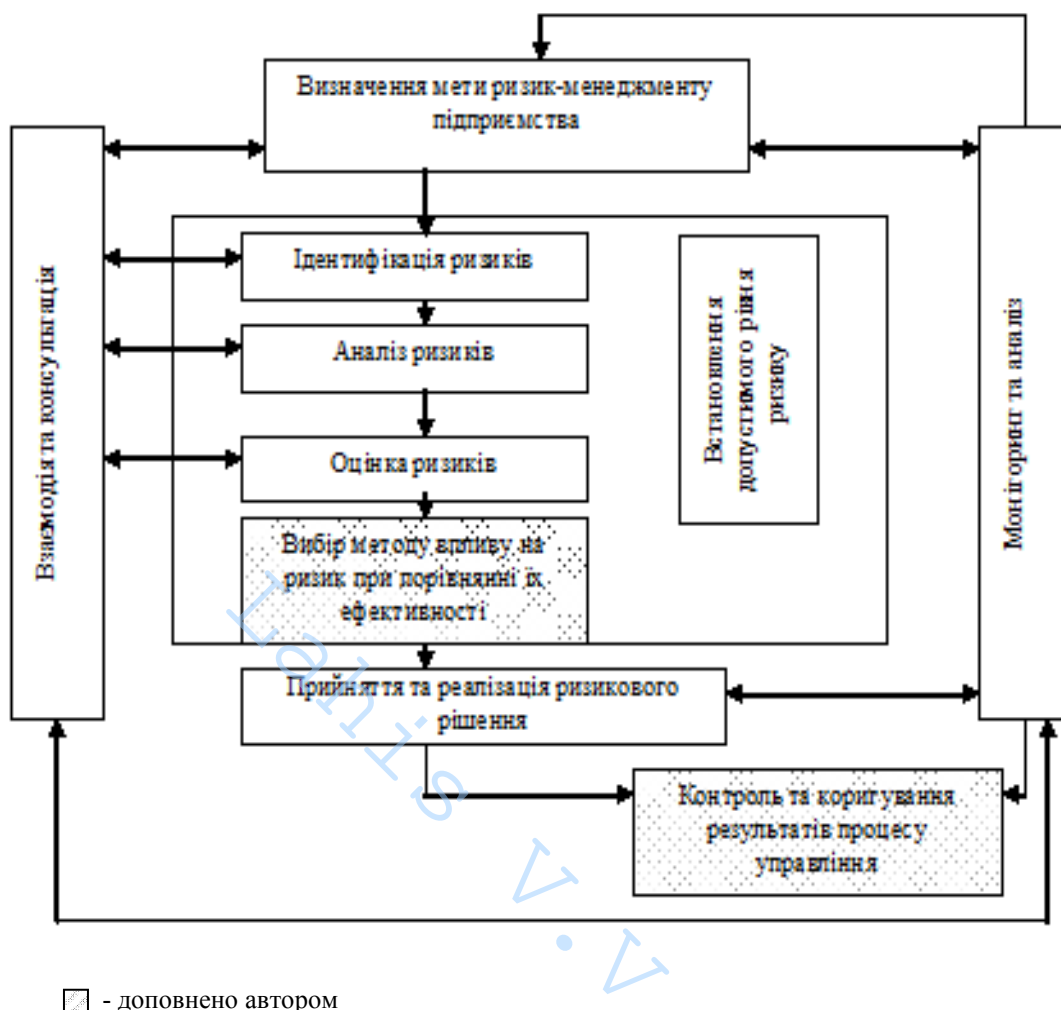 Визначення мети ризик-менеджменту
підприємства
Взаємодія та консультація
Ідентифікація ризиків
Аналіз ризиків
Оцінка ризиків
Вибір методу впливу на
ризик при порівнянні їх
ефективності
Встановлення
допустимого рівня
ризику
Моніторинг та аналіз
Прийняття та реалізація ризикового
рішення
Контроль та коригування
результатів процесу
управління
Lahis V.V
- доповнено автором